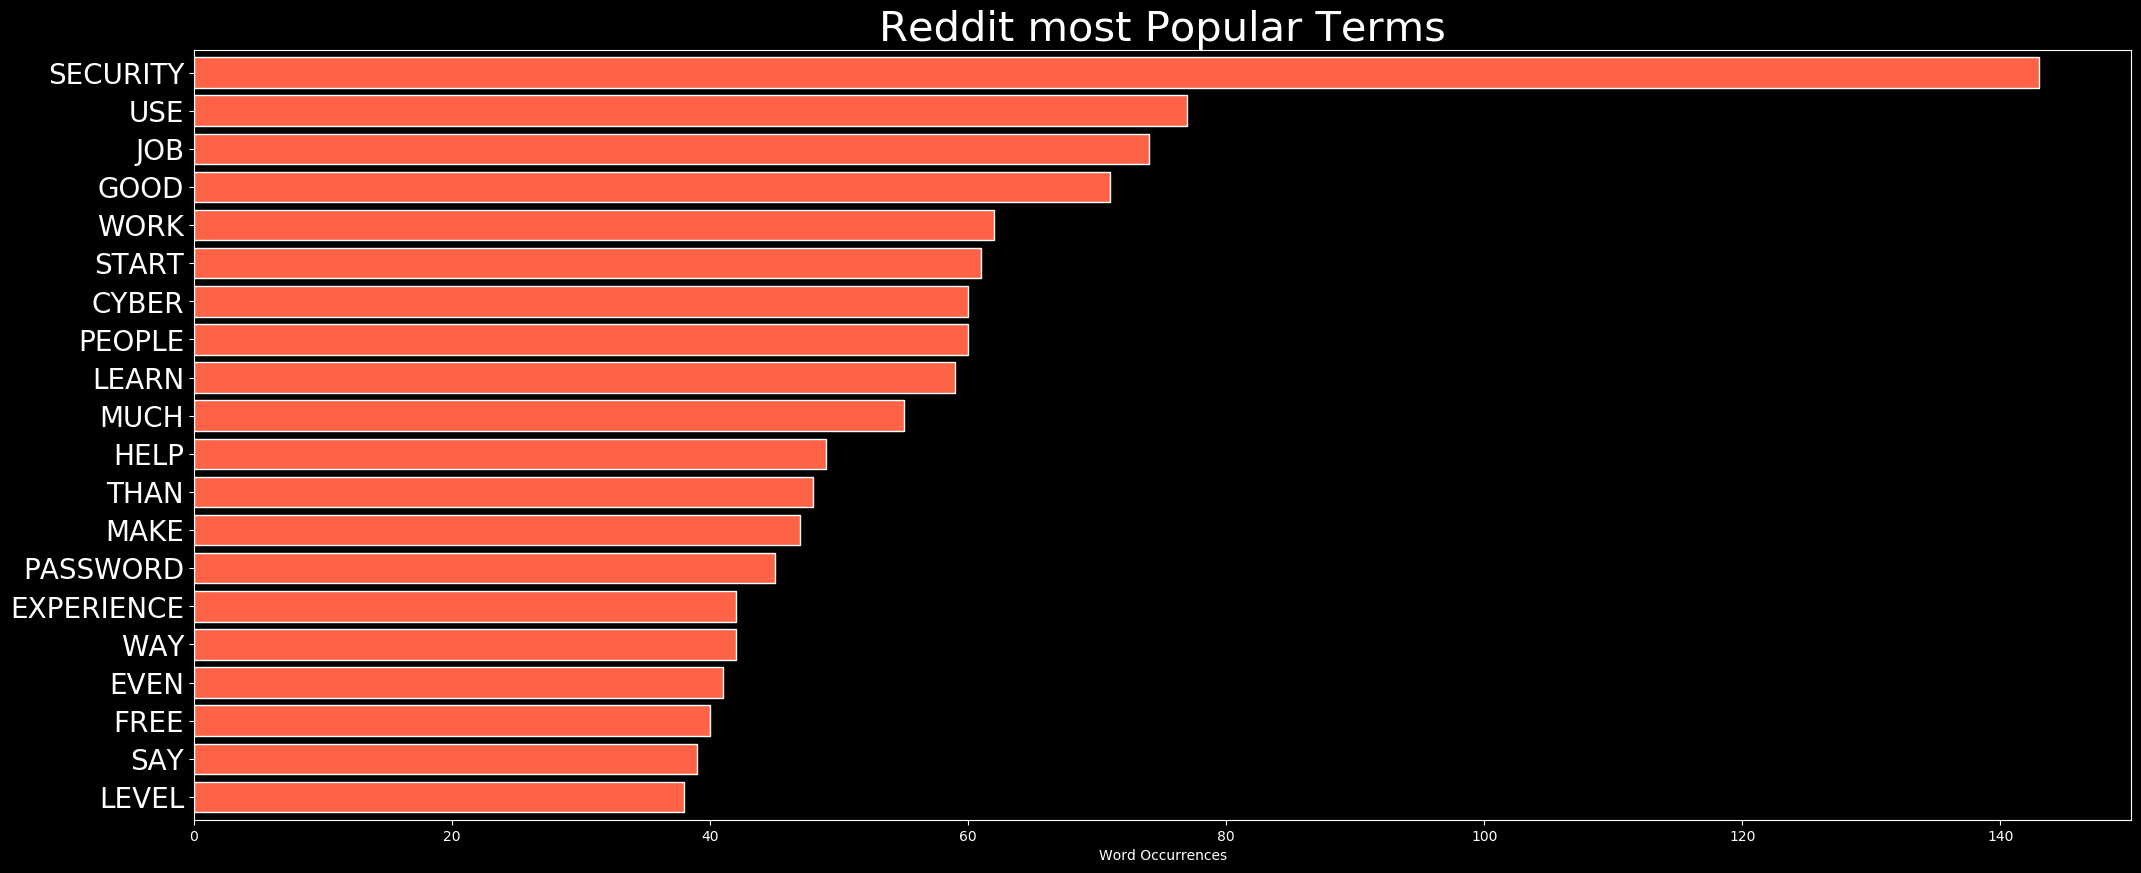 Reddit most Popular Terms
SECURITY
USE
JOB
GOOD
WORK
START
CYBER
PEOPLE
LEARN
MUCH
HELP
THAN
MAKE
PASSWORD
EXPERIENCE
WAY
EVEN
FREE
SAY
LEVEL
0 20 40 60 80 100 120 140
Word Occurrences